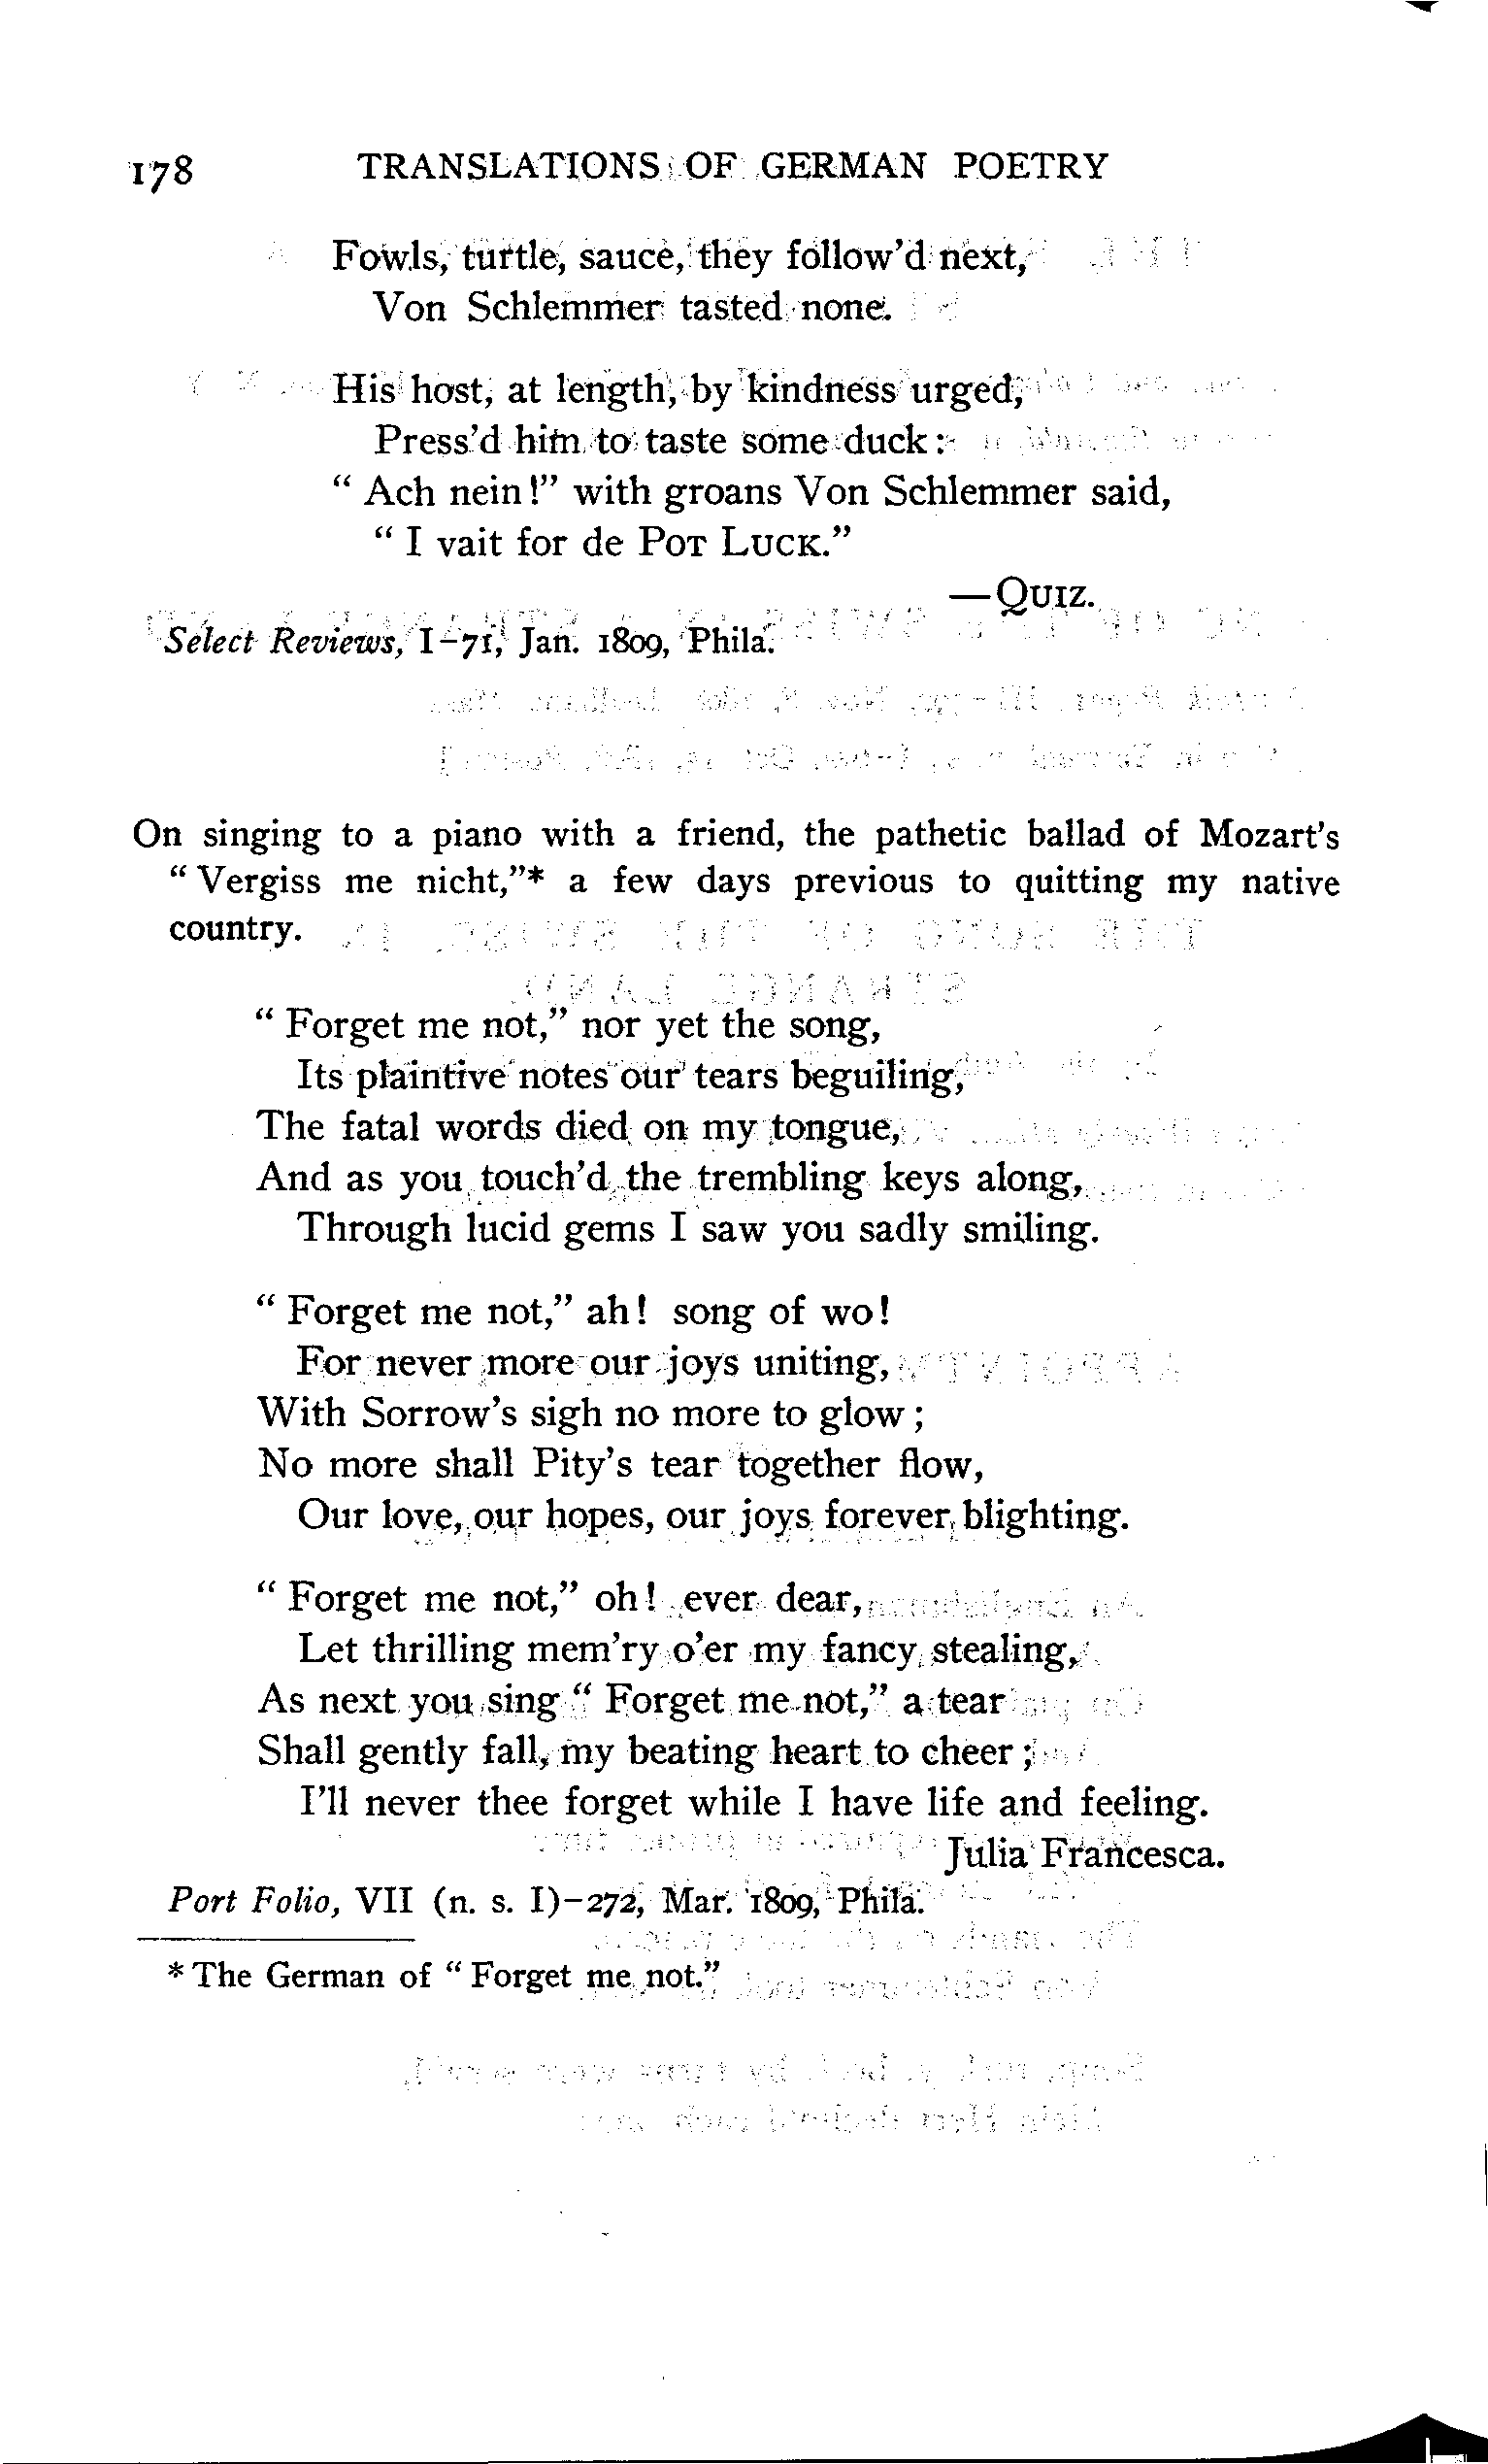 178 TRANSLATIONS OF GERMAN POETRY
Fowls, turtle, sauce, they follow'd next,
Von Schlemmer tasted none.
His host, at length, by kindness urged,
Press'd him to taste some duck:
"Ach nein!" with groans Von Schlemmer said,
"I vait for de POT LUCK."
—QUIZ.
Select Reviews, I-71, Jan. 1809, Phila.
On singing to a piano with a friend, the pathetic ballad of Mozart's
"Vergiss me nicht,"* a few days previous to quitting my native
country.
"Forget me not," nor yet the song,
Its plaintive notes our tears beguiling,
The fatal words died on my tongue,
And as you touch'd the trembling keys along,
Through lucid gems I saw you sadly smiling.
"Forget me not," ah! song of wo!
For never more our joys uniting,
With Sorrow's sigh no more to glow;
No more shall Pity's tear together flow,
Our love, our hopes, our joys forever blighting.
"Forget me not," oh! ever dear,
Let thrilling mem'ry o'er my fancy stealing,
As next you sing "Forget me not," a tear
Shall gently fall, my beating heart to cheer;
I'll never thee forget while I have life and feeling.
Julia Francesca.
Port Folio, VII (n. s. I)-272, Mar. 1809, Phila.
*The German of "Forget me not."